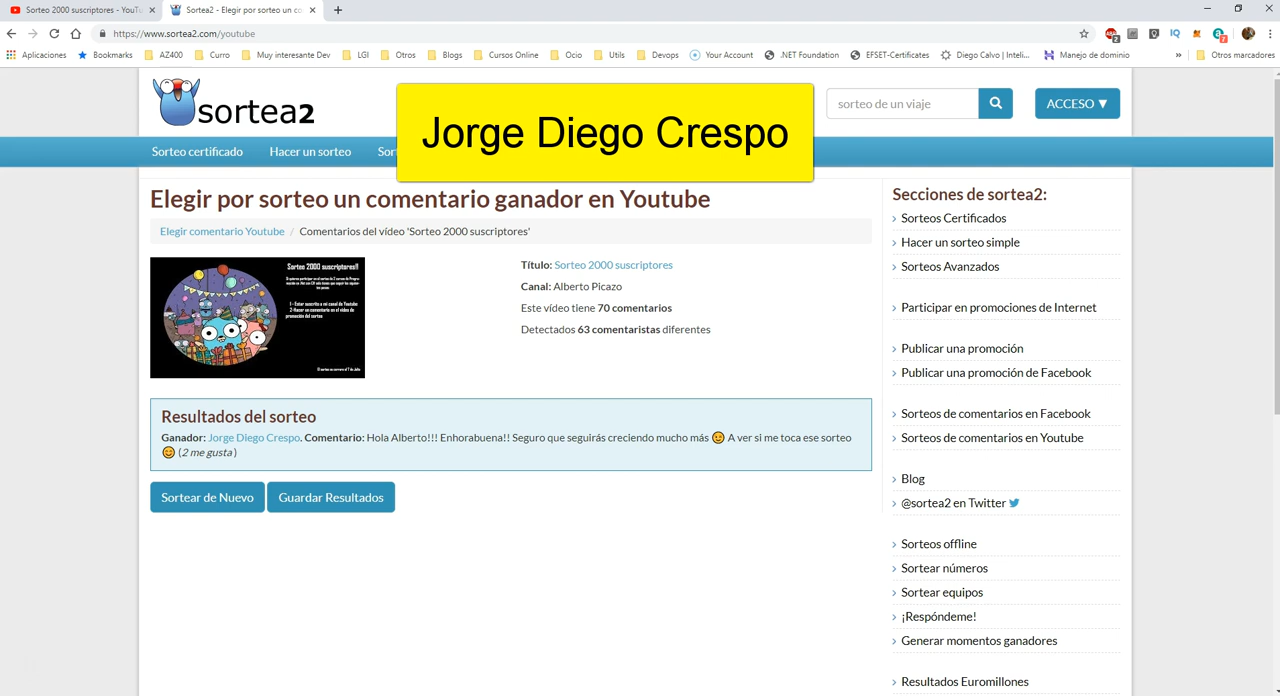 Sorteo 2000 suscriptores - YouTu
Sortea2 - Elegir por sorteo un co
https://www.sortea2.com/youtube
Aplicaciones
Bookmarks
AZ400
Curro
Muy interesante Dev
LGI
Otros
Blogs
Cursos Online
Ocio
Utils
Devops
Your Account
.NET Foundation
EFSET-Certificates
Diego Calvo | Inteli...
Manejo de dominio
»
Otros marcadores
sortea2
Jorge Diego Crespo
sorteo de un viaje
ACCESO ▼
Sorteo certificado
Hacer un sorteo
Sort
Elegir por sorteo un comentario ganador en Youtube
Elegir comentario Youtube / Comentarios del vídeo 'Sorteo 2000 suscriptores'
Sorteo 2000 suscriptores!!
Título: Sorteo 2000 suscriptores
Canal: Alberto Picazo
Este vídeo tiene 70 comentarios
Detectados 63 comentaristas diferentes
Resultados del sorteo
Ganador: Jorge Diego Crespo. Comentario: Hola Alberto!!! Enhorabuena!! Seguro que seguirás creciendo mucho más 😉 A ver si me toca ese sorteo
😊 (2 me gusta )
Sortear de Nuevo
Guardar Resultados
Secciones de sortea2:
Sorteos Certificados
Hacer un sorteo simple
Sorteos Avanzados
Participar en promociones de Internet
Publicar una promoción
Publicar una promoción de Facebook
Sorteos de comentarios en Facebook
Sorteos de comentarios en Youtube
Blog
@sortea2 en Twitter
Sorteos offline
Sortear números
Sortear equipos
¡Respóndeme!
Generar momentos ganadores
Resultados Euromillones